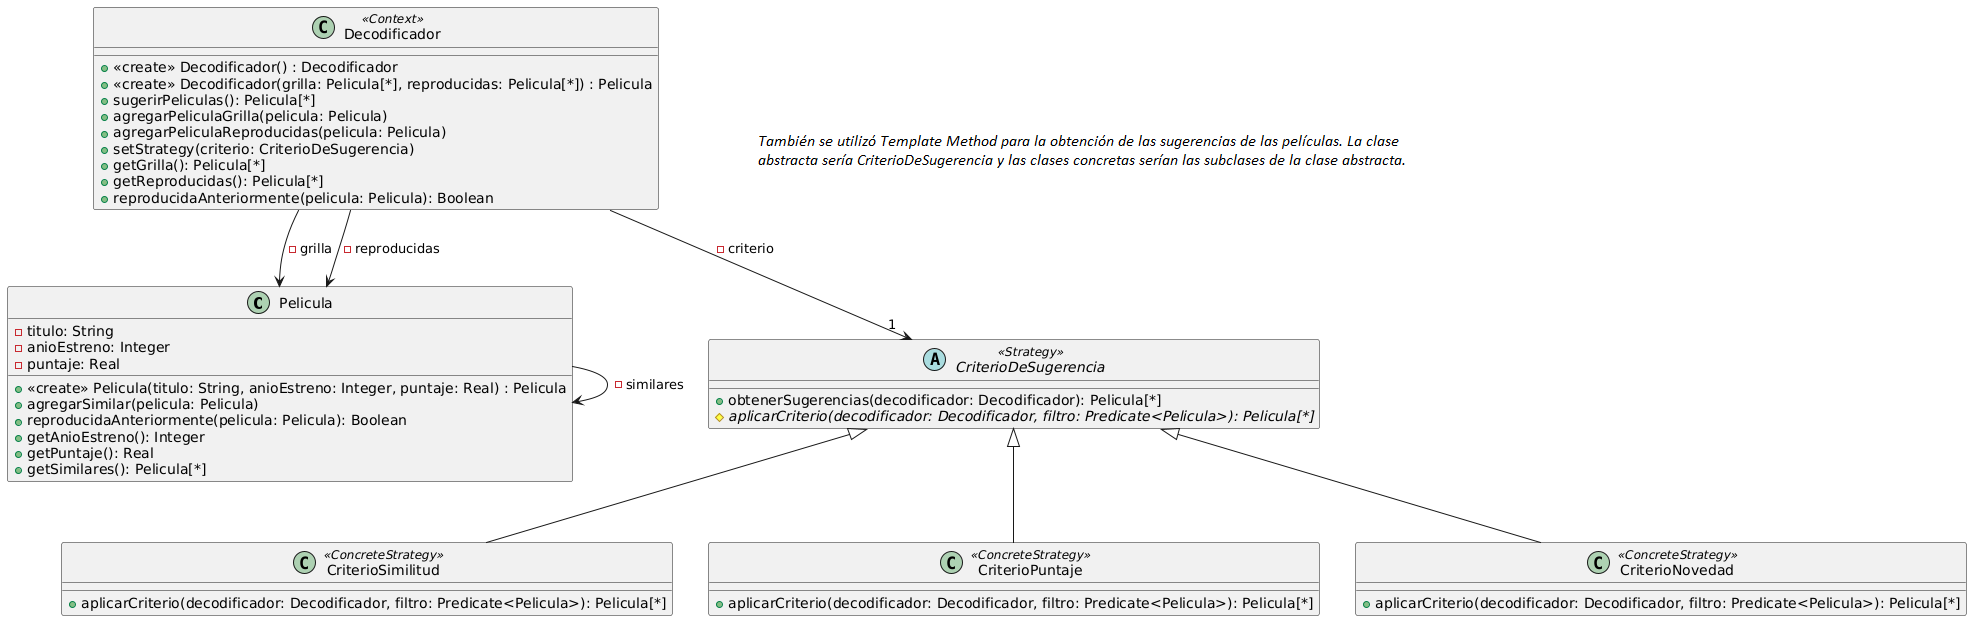 «Context»
Decodificador
«create» Decodificador() : Decodificador
«create» Decodificador(grilla: Pelicula[*], reproducidas: Pelicula[*]) : Pelicula
sugerirPeliculas(): Pelicula[*]
agregarPeliculaGrilla(pelicula: Pelicula)
agregarPeliculaReproducidas(pelicula: Pelicula)
setStrategy(criterio: CriterioDeSugerencia)
getGrilla(): Pelicula[*]
getReproducidas(): Pelicula[*]
reproducidaAnteriormente(pelicula: Pelicula): Boolean
También se utilizó Template Method para la obtención de las sugerencias de las películas. La clase
abstracta sería CriterioDeSugerencia y las clases concretas serían las subclases de la clase abstracta.
grilla
reproducidas
criterio
1
C Pelicula
titulo: String
anioEstreno: Integer
puntaje: Real
«create» Pelicula(titulo: String, anioEstreno: Integer, puntaje: Real) : Pelicula
agregarSimilar(pelicula: Pelicula)
reproducidaAnteriormente(pelicula: Pelicula): Boolean
getAnioEstreno(): Integer
getPuntaje(): Real
getSimilares(): Pelicula[*]
similares
«Strategy»
A CriterioDeSugerencia
obtenerSugerencias(decodificador: Decodificador): Pelicula[*]
aplicarCriterio(decodificador: Decodificador, filtro: Predicate<Pelicula>): Pelicula[*]
«ConcreteStrategy»
C CriterioSimilitud
aplicarCriterio(decodificador: Decodificador, filtro: Predicate<Pelicula>): Pelicula[*]
«ConcreteStrategy»
C CriterioPuntaje
aplicarCriterio(decodificador: Decodificador, filtro: Predicate<Pelicula>): Pelicula[*]
«ConcreteStrategy»
C CriterioNovedad
aplicarCriterio(decodificador: Decodificador, filtro: Predicate<Pelicula>): Pelicula[*]